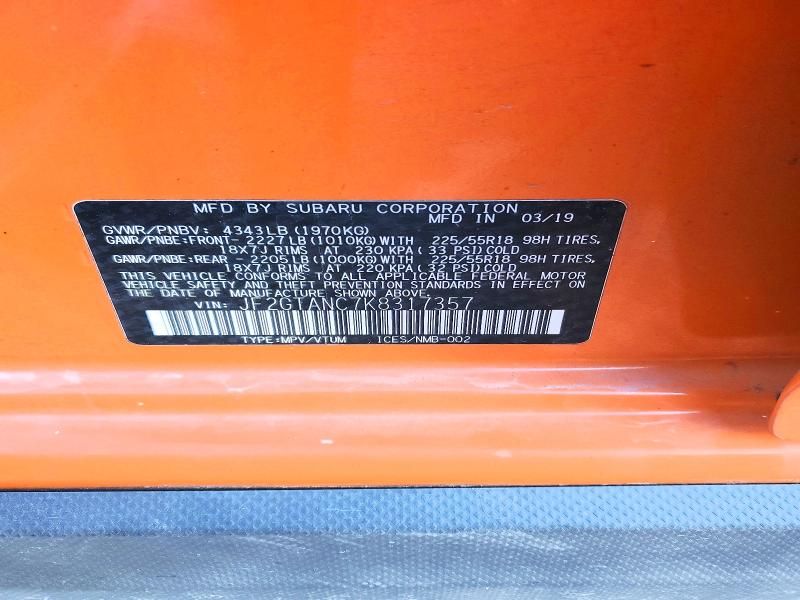 MFD BY SUBARU CORPORATION
MFD IN 03/19
GVWR/PNBV: 4343LB (1970KG)
GAWR/PNBE:FRONT- 2227LB (1010KG) WITH 225/55R18 98H TIRES,
18X7J RIMS AT 230 KPA ( 33 PSI) COLD
GAWR/PNBE:REAR - 2205LB (1000KG) WITH 225/55R18 98H TIRES,
18X7J RIMS AT 220 KPA ( 32 PSI) COLD
THIS VEHICLE CONFORMS TO ALL APPLICABLE FEDERAL MOTOR
VEHICLE SAFETY AND THEFT PREVENTION STANDARDS IN EFFECT ON
THE DATE OF MANUFACTURE SHOWN ABOVE.
VIN: JF2GTANC7K8317357
TYPE:MPV/VTUM ICES/NMB-002